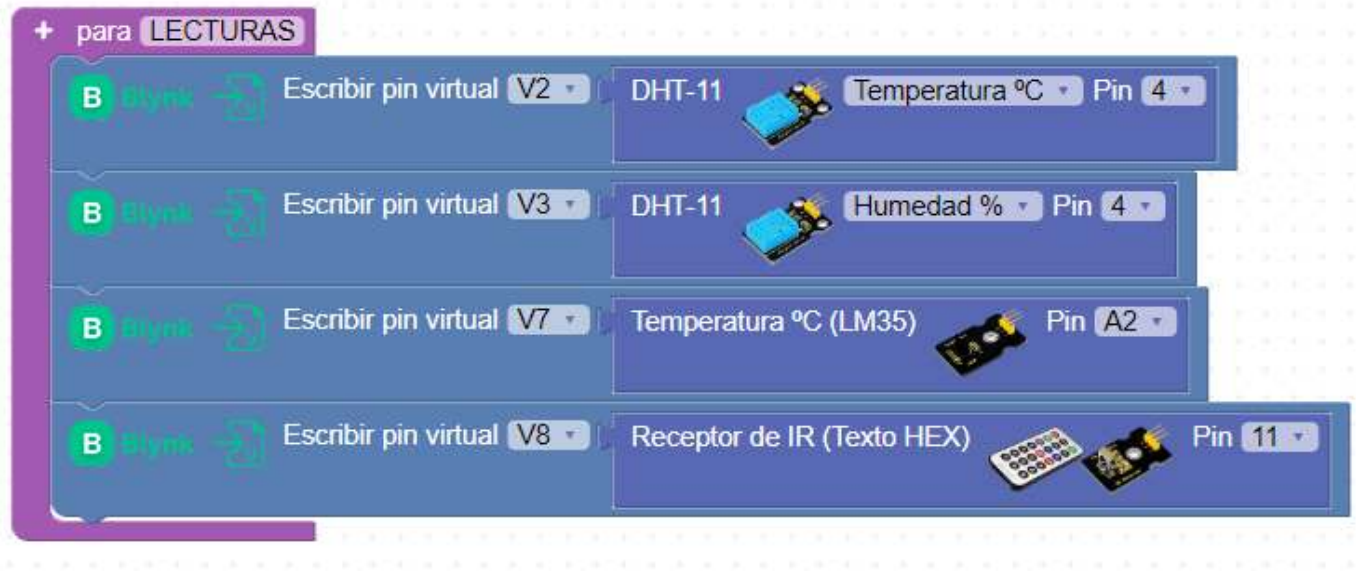 + para LECTURAS
B Blynk Escribir pin virtual V2 DHT-11 Temperatura ºC Pin 4
B Blynk Escribir pin virtual V3 DHT-11 Humedad % Pin 4
B Blynk Escribir pin virtual V7 Temperatura ºC (LM35) Pin A2
B Blynk Escribir pin virtual V8 Receptor de IR (Texto HEX) Pin 11